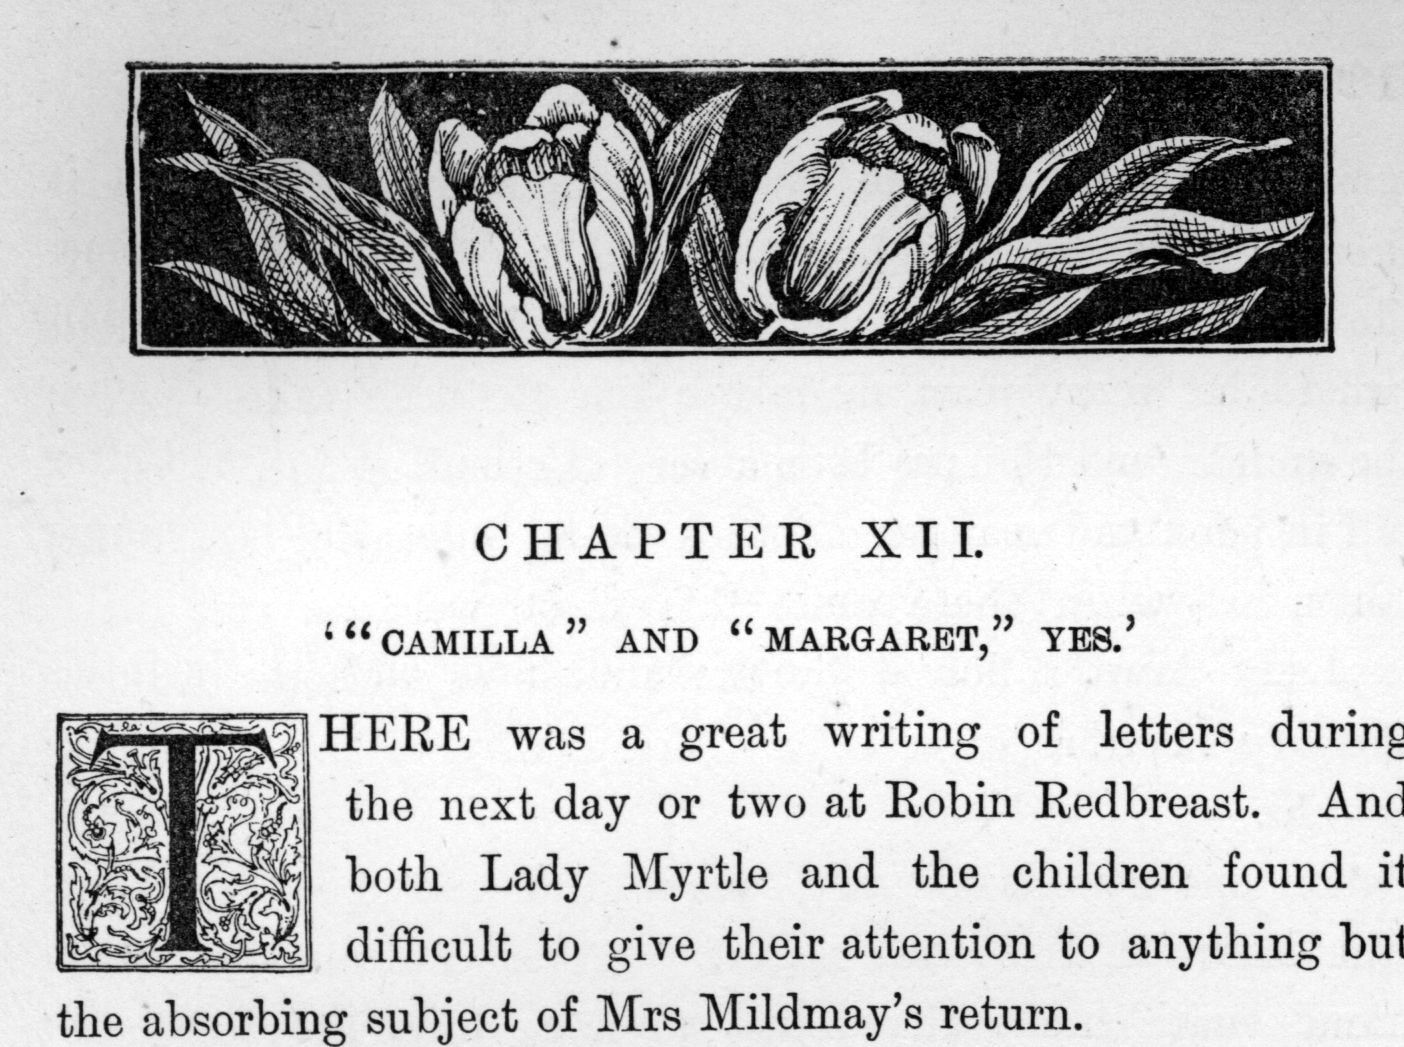 CHAPTER XII.
‘“CAMILLA” AND “MARGARET,” YES.’
THERE was a great writing of letters during
the next day or two at Robin Redbreast. And
both Lady Myrtle and the children found it
difficult to give their attention to anything but
the absorbing subject of Mrs Mildmay’s return.